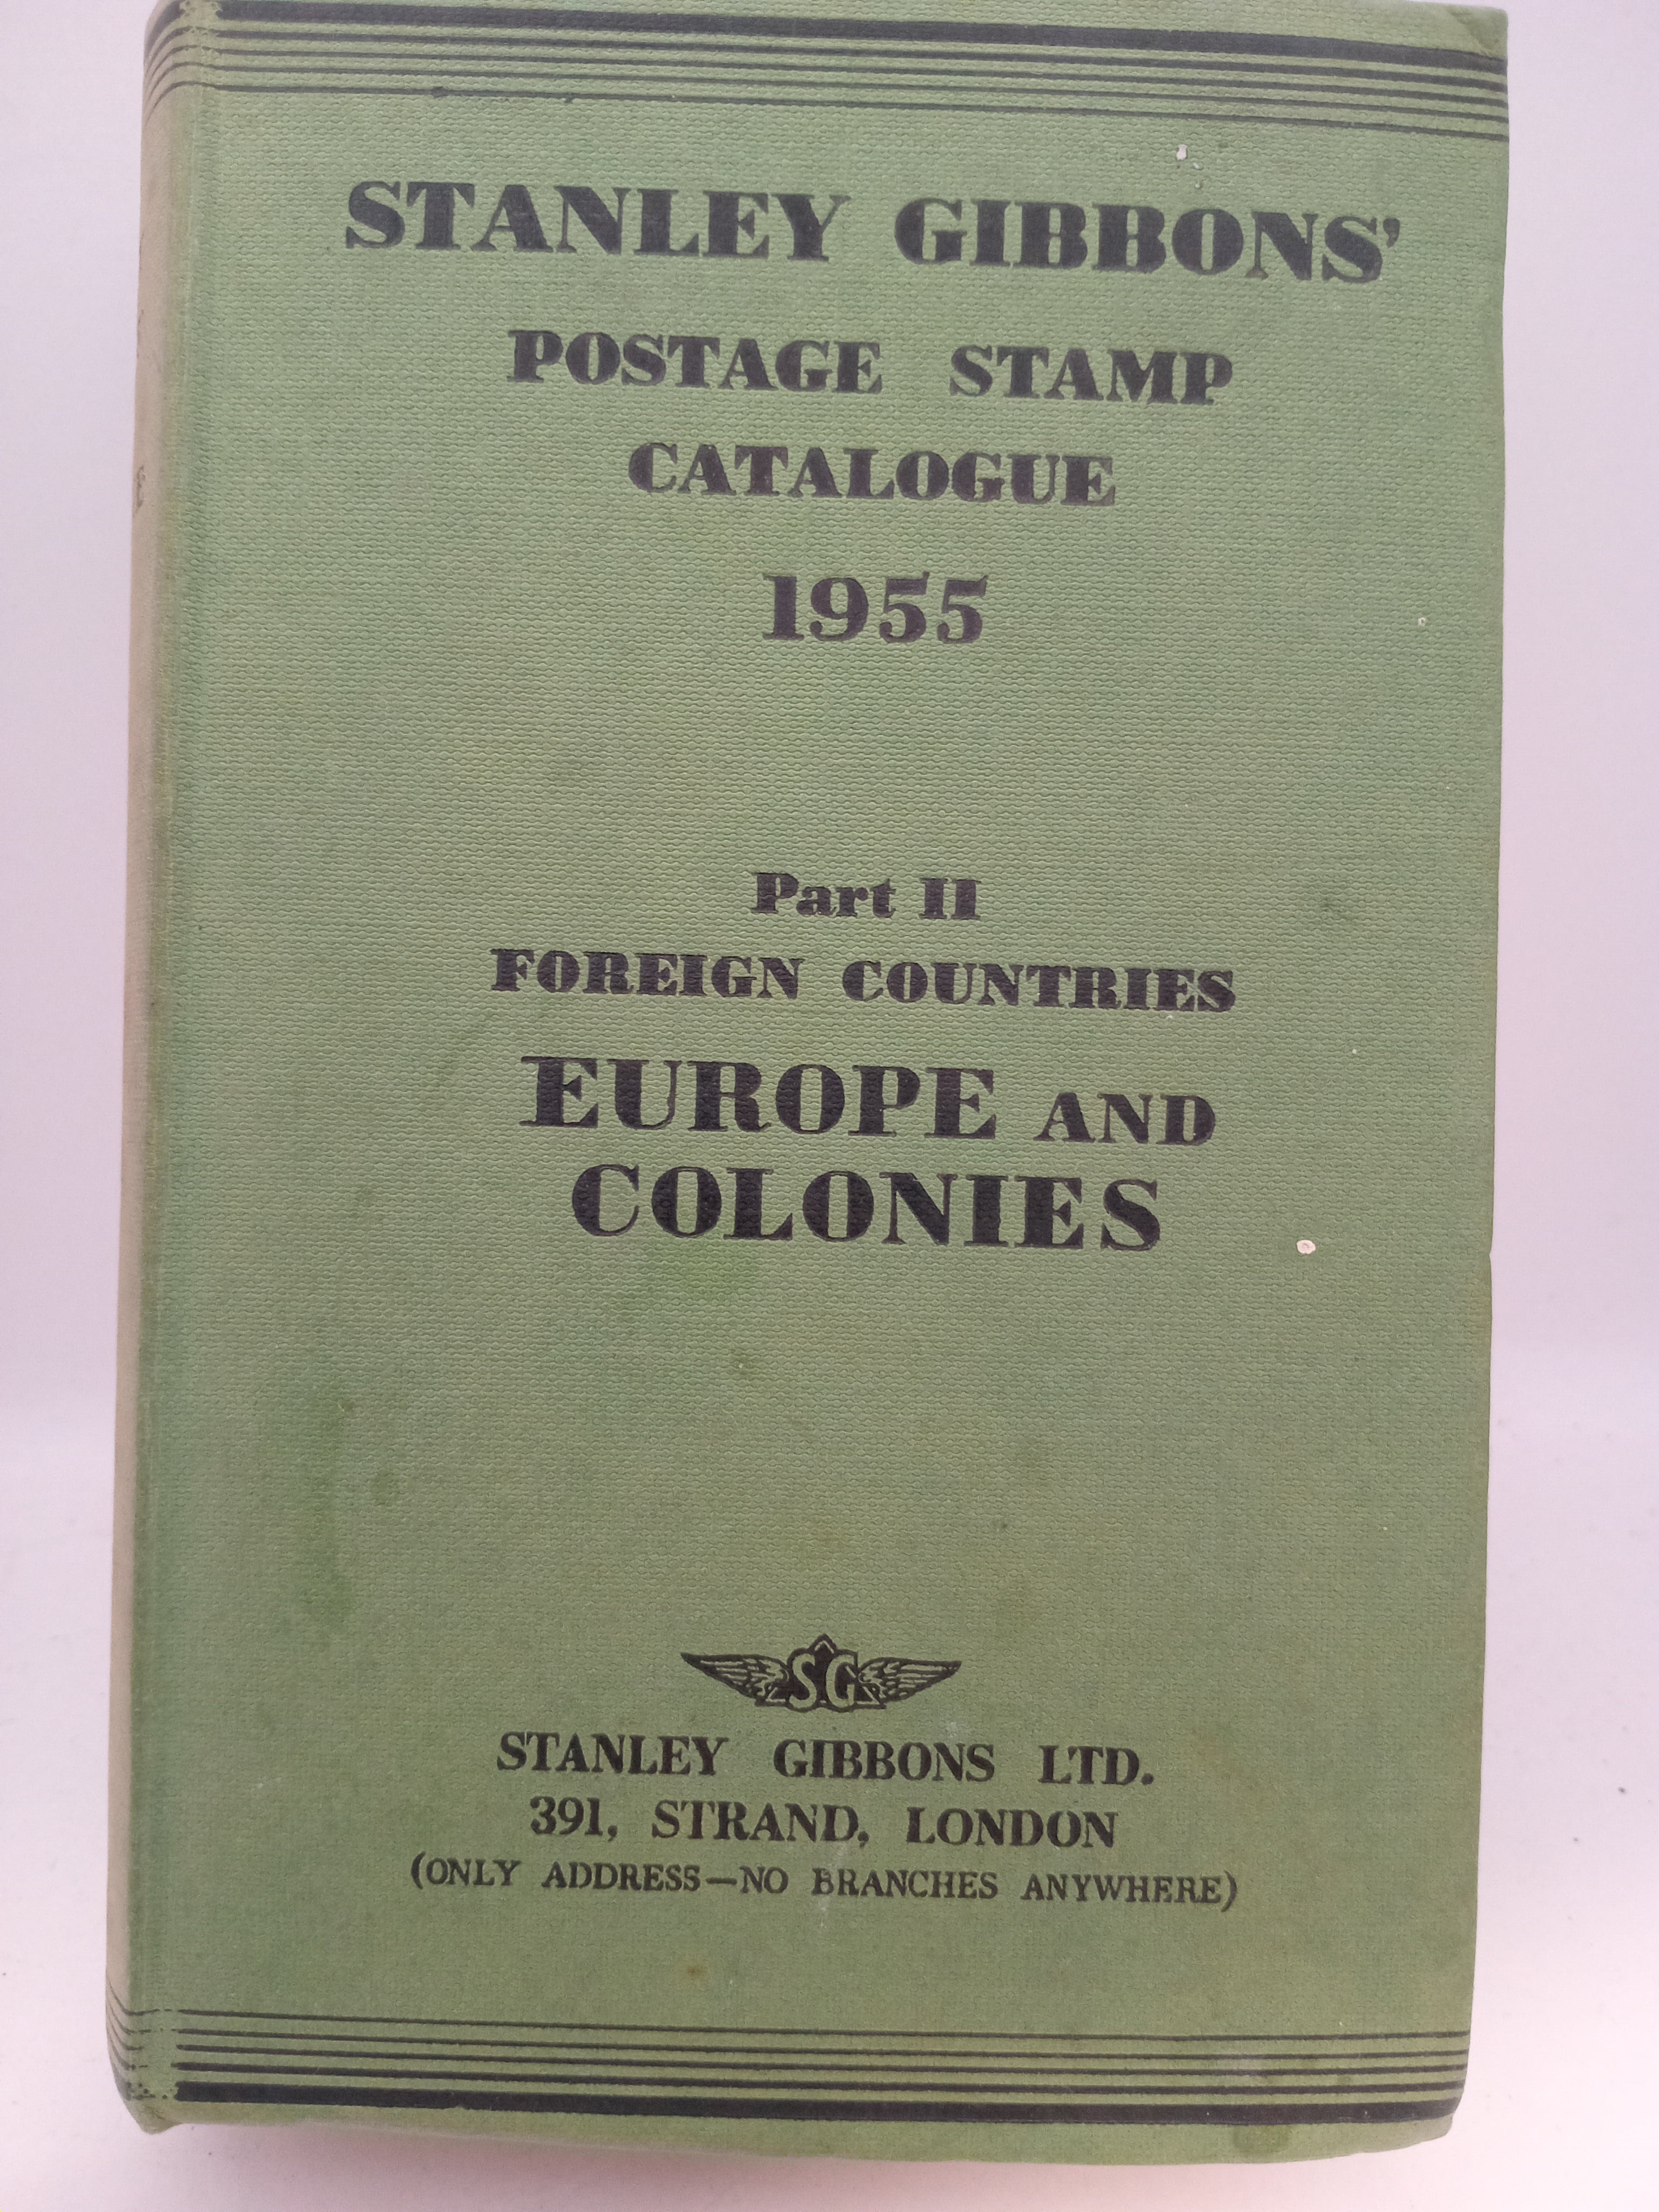 STANLEY GIBBONS'
POSTAGE STAMP
CATALOGUE
1955
Part II
FOREIGN COUNTRIES
EUROPE AND
COLONIES
SG
STANLEY GIBBONS LTD.
391, STRAND, LONDON
(ONLY ADDRESS—NO BRANCHES ANYWHERE)